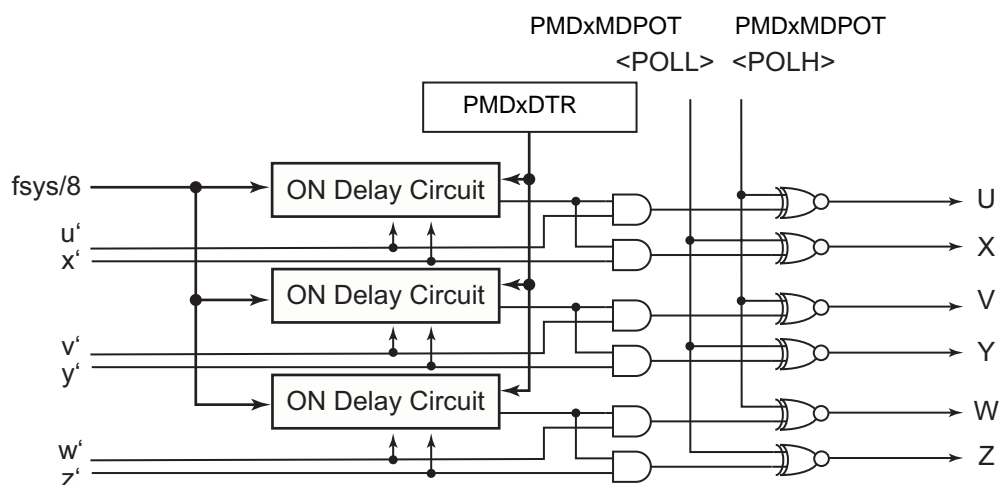 PMDxMDPOT PMDxMDPOT
<POLL> <POLH>
PMDxDTR
fsys/8
ON Delay Circuit
U
u‘
x‘
X
ON Delay Circuit
V
v‘
y‘
Y
ON Delay Circuit
W
w‘
z‘
Z